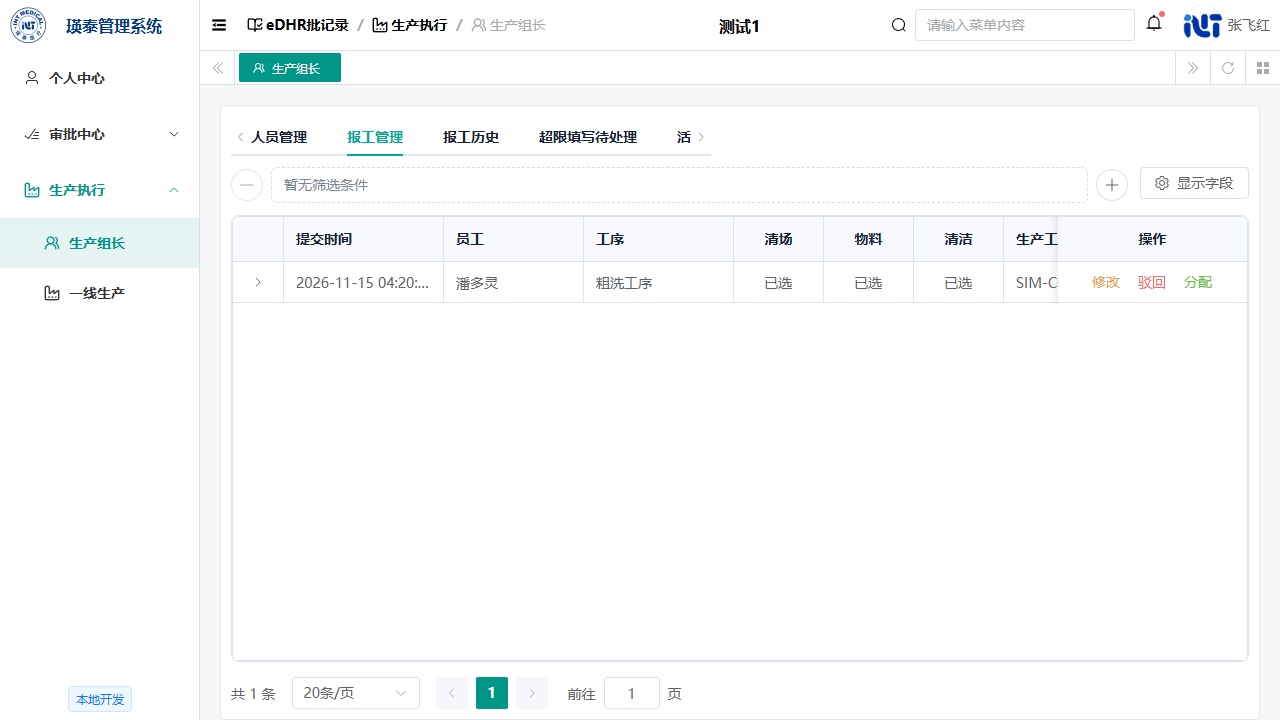 瑛泰管理系统
eDHR批记录 / 生产执行 / 生产组长
测试1
请输入菜单内容
张飞红
个人中心
审批中心
生产执行
生产组长
一线生产
本地开发
生产组长
人员管理 报工管理 报工历史 超限填写待处理 活
暂无筛选条件
显示字段
提交时间 员工 工序 清场 物料 清洁 生产工 操作
2026-11-15 04:20:... 潘多灵 粗洗工序 已选 已选 已选 SIM-C 修改 驳回 分配
共 1 条 20条/页 1 前往 1 页